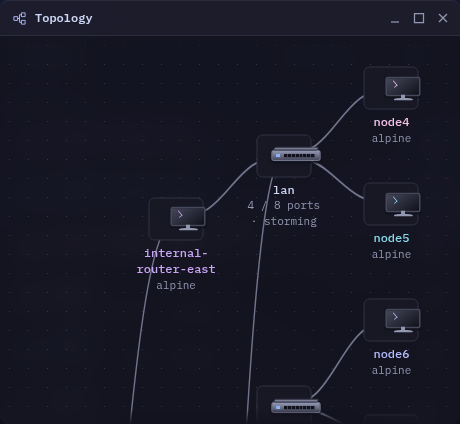 Topology
node4
alpine
lan
4 / 8 ports
· storming
node5
alpine
internal-
router-east
alpine
node6
alpine